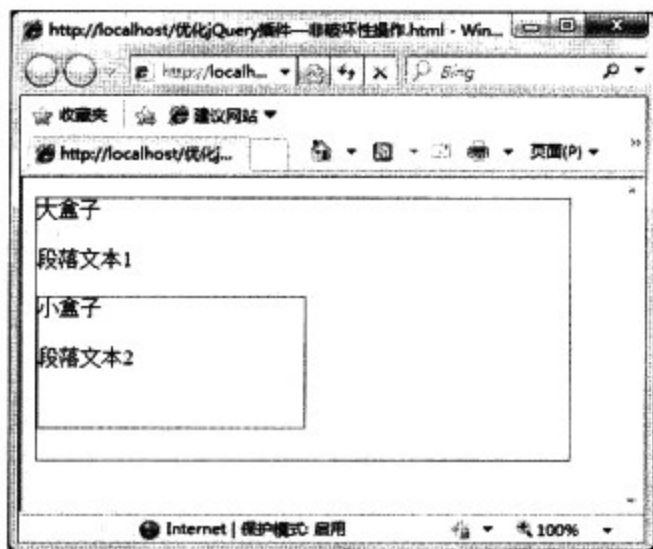 http://localhost/优化jQuery插件—非破坏性操作.html - Win...
http://localh... Bing
收藏夹 建议网站
http://localhost/优化j... 页面(P)
大盒子
段落文本1
小盒子
段落文本2
Internet | 保护模式: 启用 100%